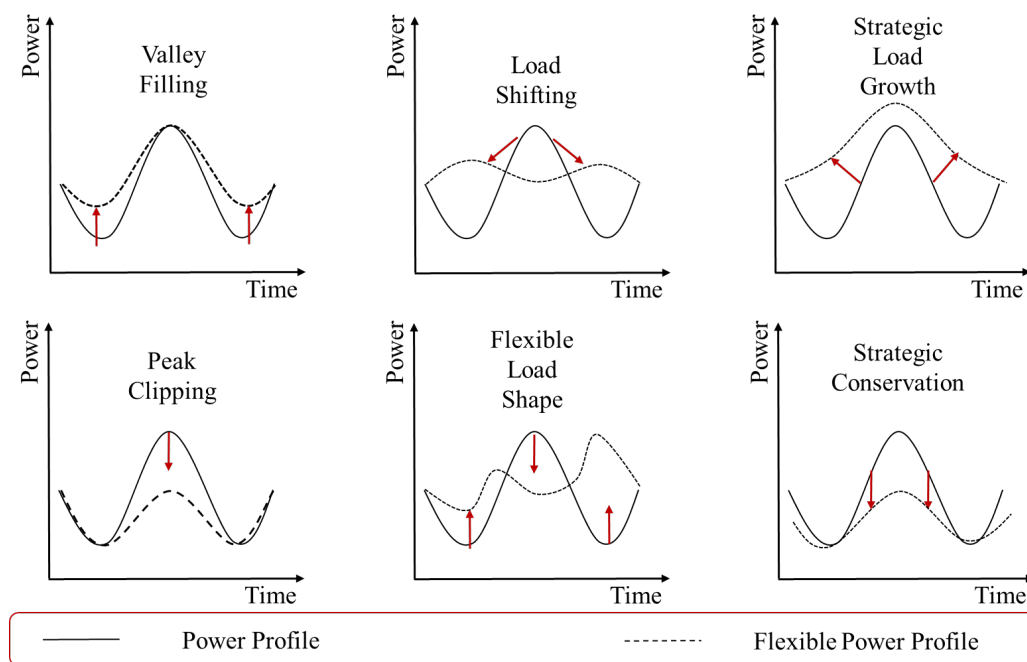 Power
Valley
Filling
Time
Power
Load
Shifting
Time
Power
Strategic
Load
Growth
Time
Power
Peak
Clipping
Time
Power
Flexible
Load
Shape
Time
Power
Strategic
Conservation
Time
Power Profile
Flexible Power Profile